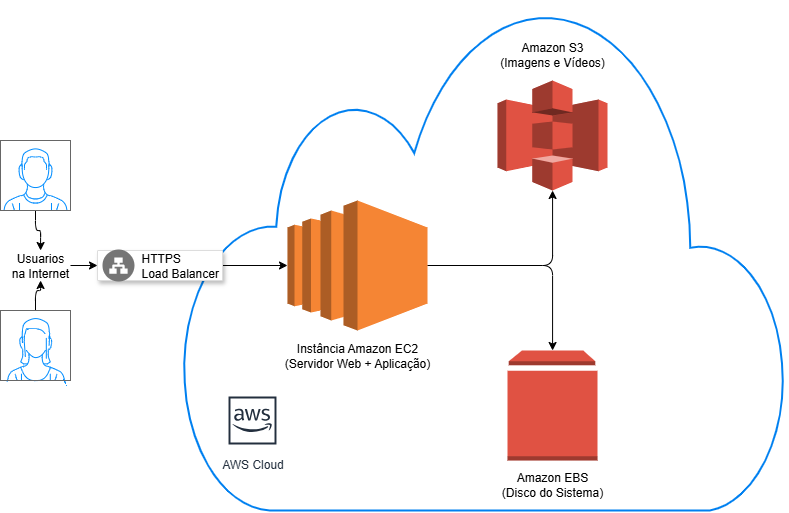 Amazon S3
(Imagens e Vídeos)
Usuarios
na Internet
HTTPS
Load Balancer
Instância Amazon EC2
(Servidor Web + Aplicação)
aws
AWS Cloud
Amazon EBS
(Disco do Sistema)